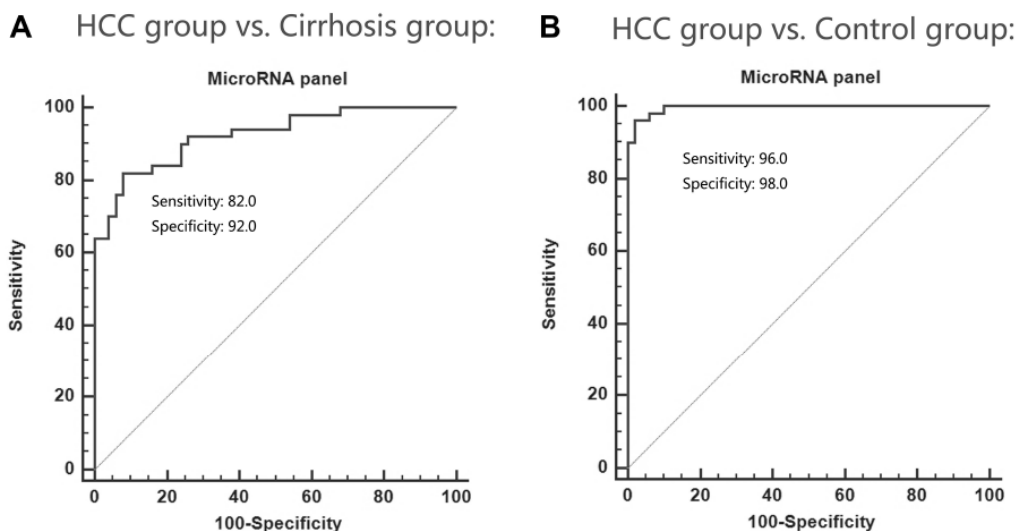 A HCC group vs. Cirrhosis group:
MicroRNA panel
100
80
60
40
20
0
Sensitivity
Sensitivity: 82.0
Specificity: 92.0
0 20 40 60 80 100
100-Specificity
B HCC group vs. Control group:
MicroRNA panel
100
80
60
40
20
0
Sensitivity
Sensitivity: 96.0
Specificity: 98.0
0 20 40 60 80 100
100-Specificity